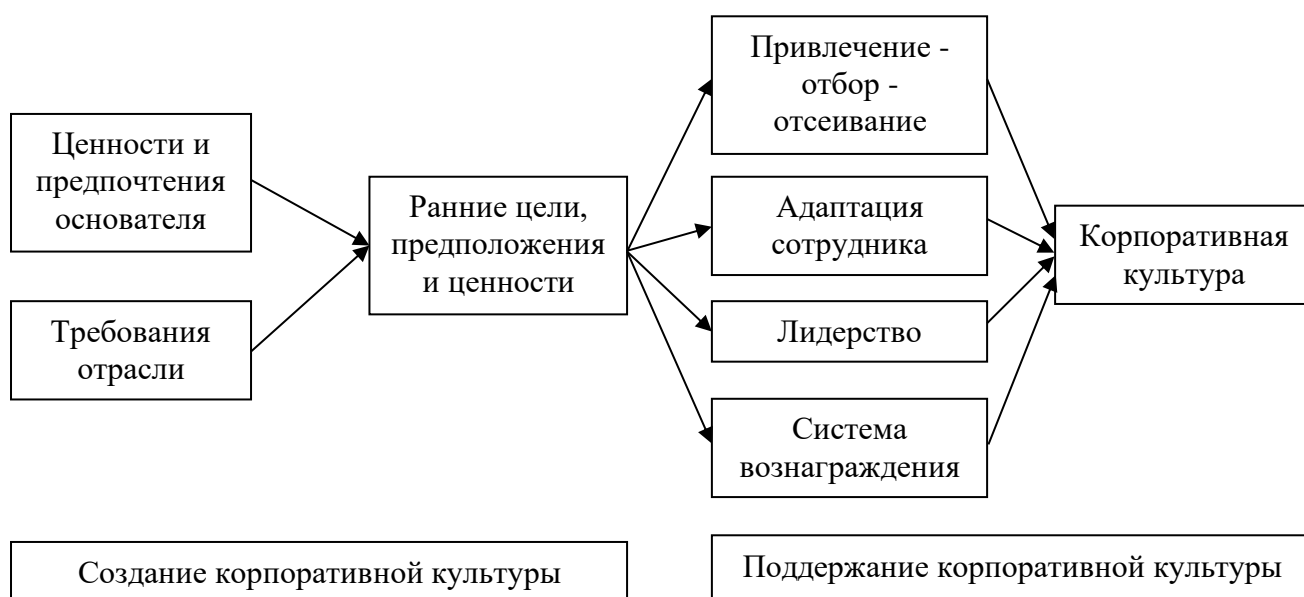 Ценности и
предпочтения
основателя
Требования
отрасли
Ранние цели,
предположения
и ценности
Привлечение -
отбор -
отсеивание
Адаптация
сотрудника
Лидерство
Система
вознаграждения
Корпоративная
культура
Создание корпоративной культуры
Поддержание корпоративной культуры